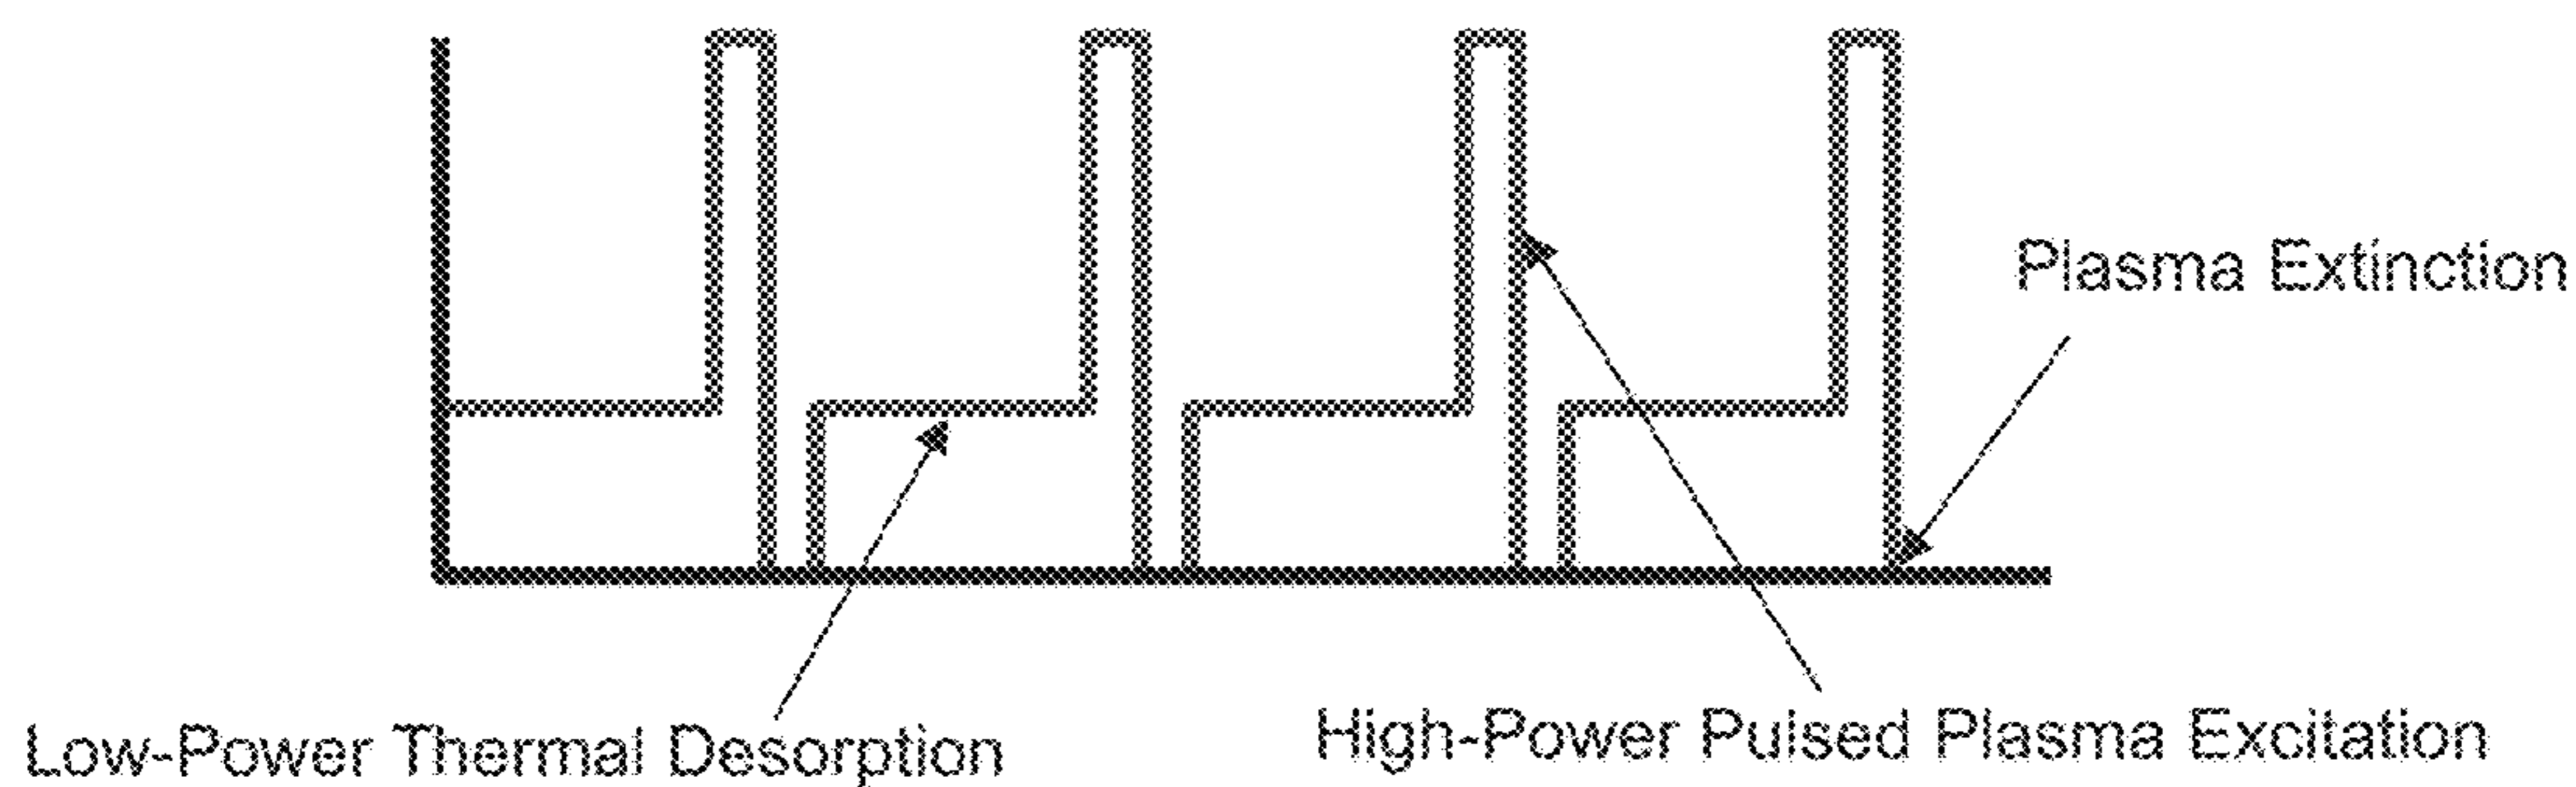 Plasma Extinction
Low-Power Thermal Desorption
High-Power Pulsed Plasma Excitation